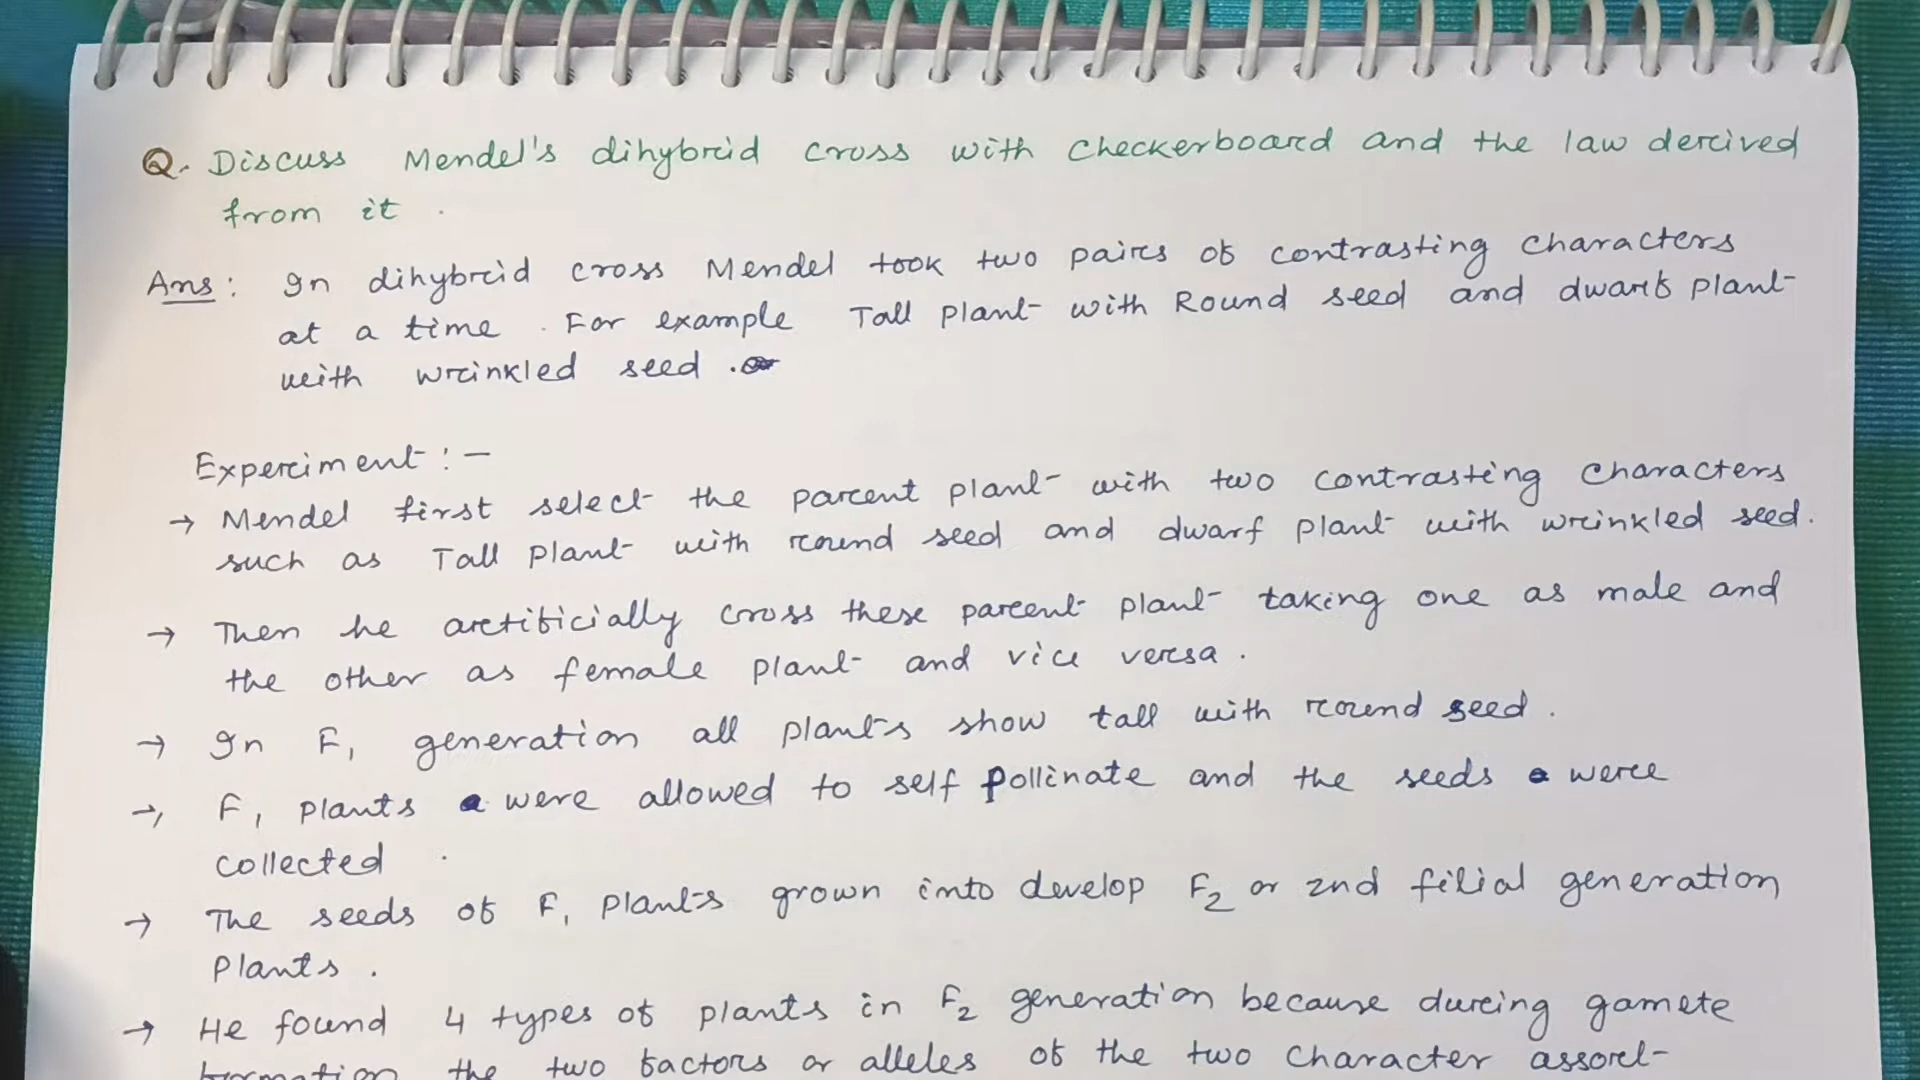 Q. Discuss Mendel's dihybrid cross with checkerboard and the law derived
from it.
Ans: In dihybrid cross Mendel took two pairs of contrasting characters
at a time. For example Tall plant with Round seed and dwarf plant
with wrinkled seed.
Experiment:-
→ Mendel first select the parent plant with two contrasting characters
such as Tall plant with round seed and dwarf plant with wrinkled seed.
→ Then he artificially cross these parent plant taking one as male and
the other as female plant and vice versa.
→ In F₁ generation all plants show tall with round seed.
→ F₁ plants were allowed to self pollinate and the seeds were
collected.
→ The seeds of F₁ plants grown into develop F₂ or 2nd filial generation
plants.
→ He found 4 types of plants in F₂ generation because during gamete
formation the two factors or alleles of the two character assort